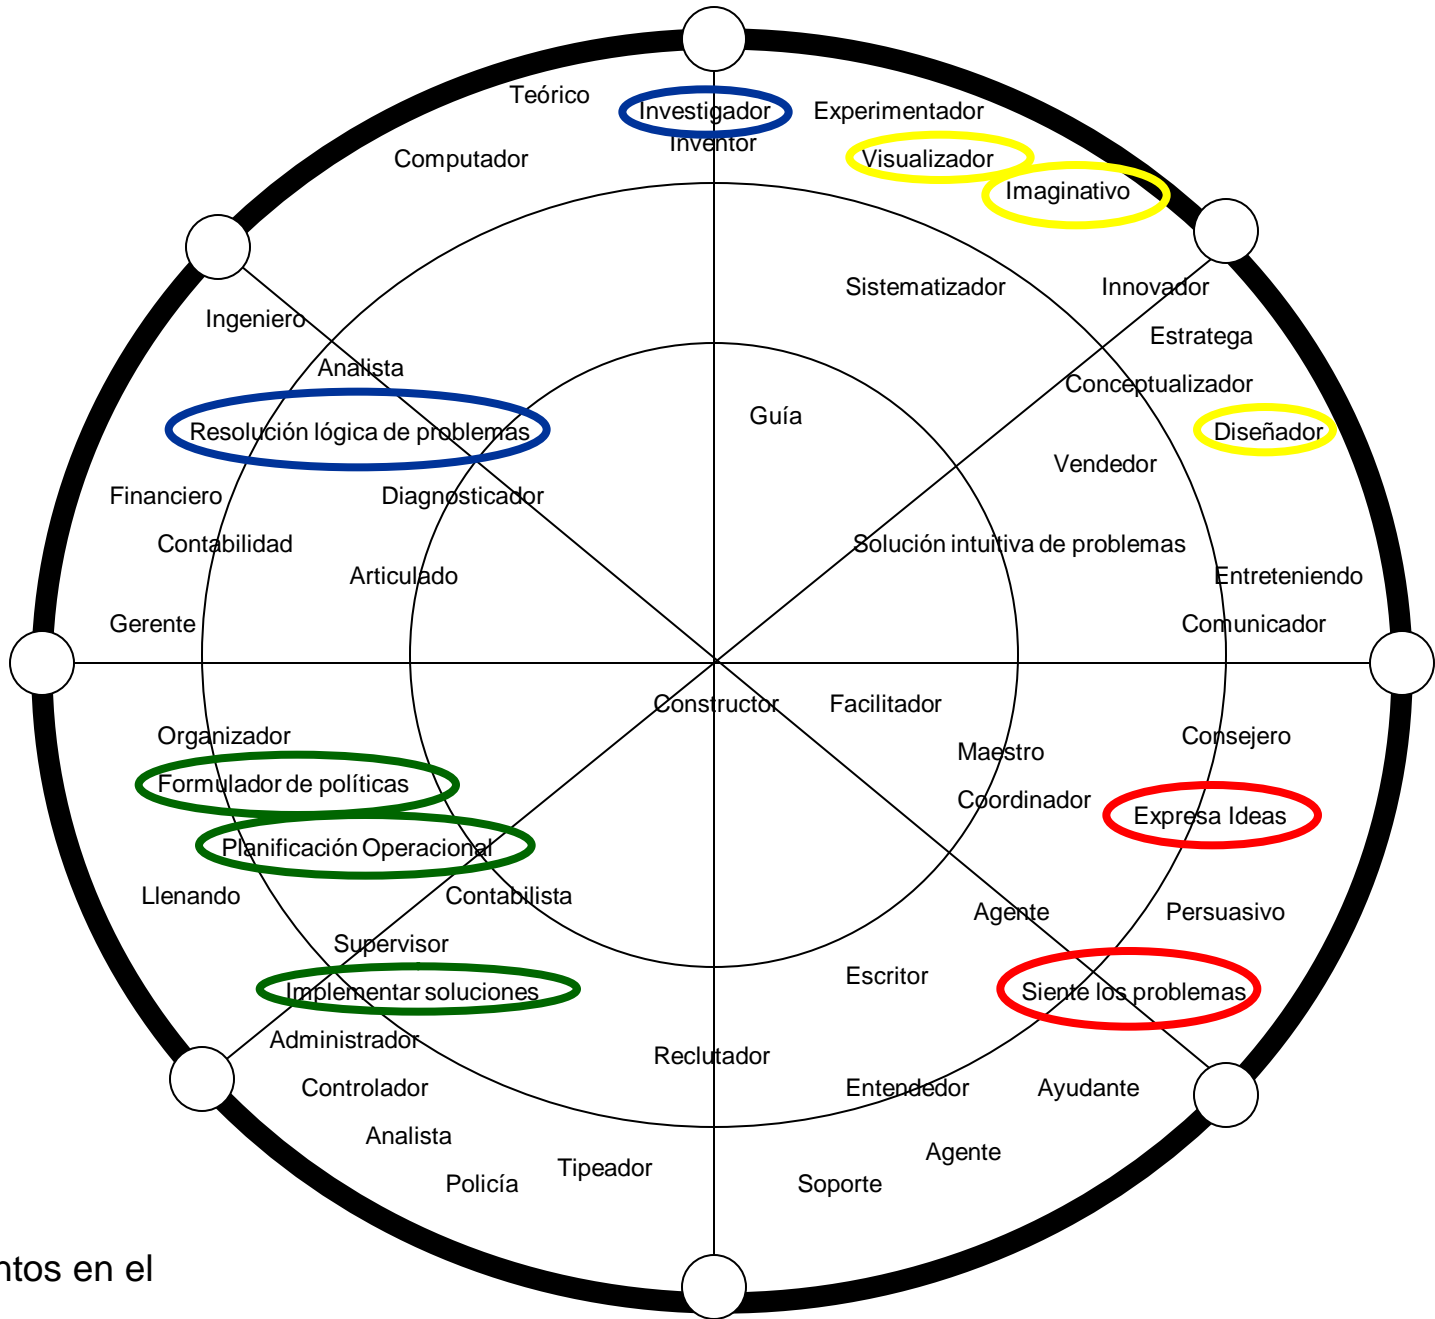 Teórico
Investigador
Experimentador
Inventor
Computador
Visualizador
Imaginativo
Sistematizador
Innovador
Ingeniero
Estratega
Analista
Conceptualizador
Guía
Resolución lógica de problemas
Diseñador
Vendedor
Financiero
Diagnosticador
Contabilidad
Solución intuitiva de problemas
Articulado
Entreteniendo
Gerente
Comunicador
Constructor
Facilitador
Organizador
Consejero
Maestro
Formulador de políticas
Coordinador
Expresa Ideas
Planificación Operacional
Llenando
Contabilista
Agente
Persuasivo
Supervisor
Escritor
Implementar soluciones
Siente los problemas
Administrador
Reclutador
Controlador
Entendedor
Ayudante
Analista
Agente
Tipeador
Policía
Soporte
ntos en el